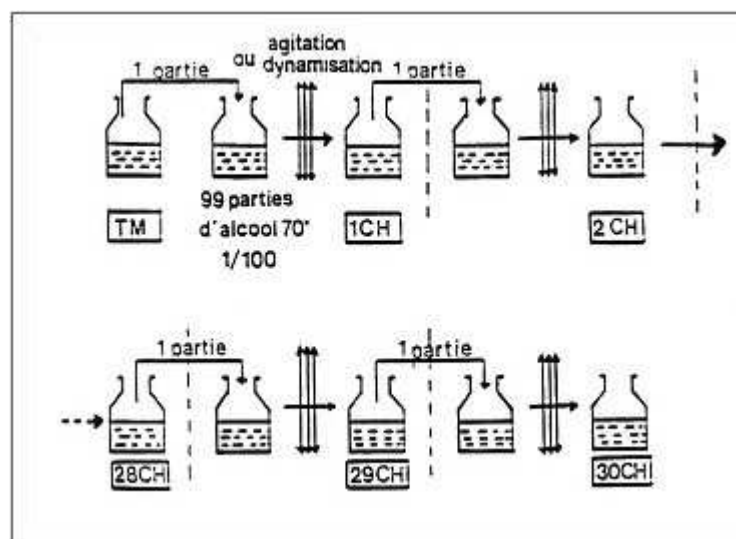 agitation
1 partie ou dynamisation 1 partie
99 parties
TM d'alcool 70° 1CH 2 CH
1/100
1 partie 1 partie
28CH 29CH 30CH